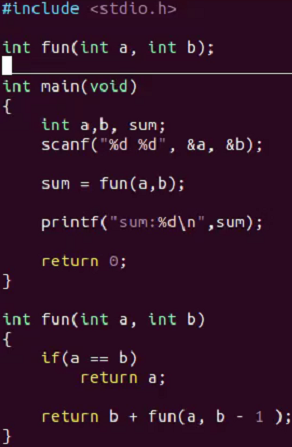 #include <stdio.h>
int fun(int a, int b);
int main(void)
{
    int a,b, sum;
    scanf("%d %d", &a, &b);
    sum = fun(a,b);
    printf("sum:%d\n",sum);
    return 0;
}
int fun(int a, int b)
{
    if(a == b)
        return a;
    return b + fun(a, b - 1 );
}